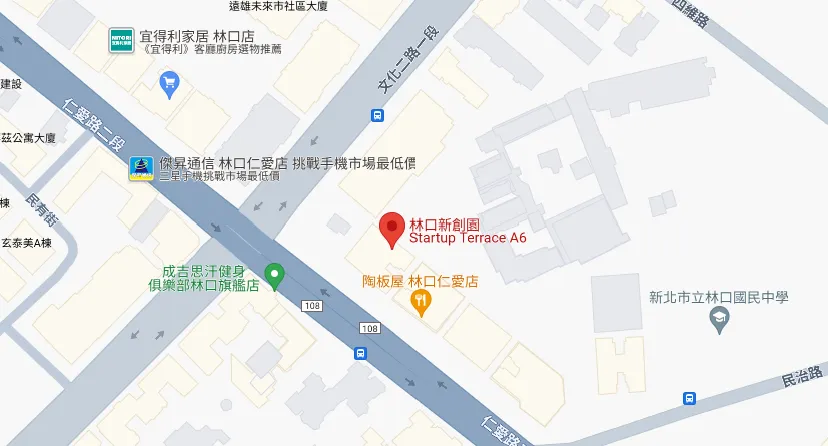 遠雄未來市社區大廈
四維路
宜得利家居 林口店
《宜得利》客廳廚房選物推薦
文化二路一段
建設
仁愛路二段
茲公寓大廈
傑昇通信 林口仁愛店 挑戰手機市場最低價
三星手機挑戰市場最低價
棟
民有街
林口新創園
Startup Terrace A6
玄泰美A棟
成吉思汗健身
俱樂部林口旗艦店
陶板屋 林口仁愛店
新北市立林口國民中學
108
108
民治路
仁愛路